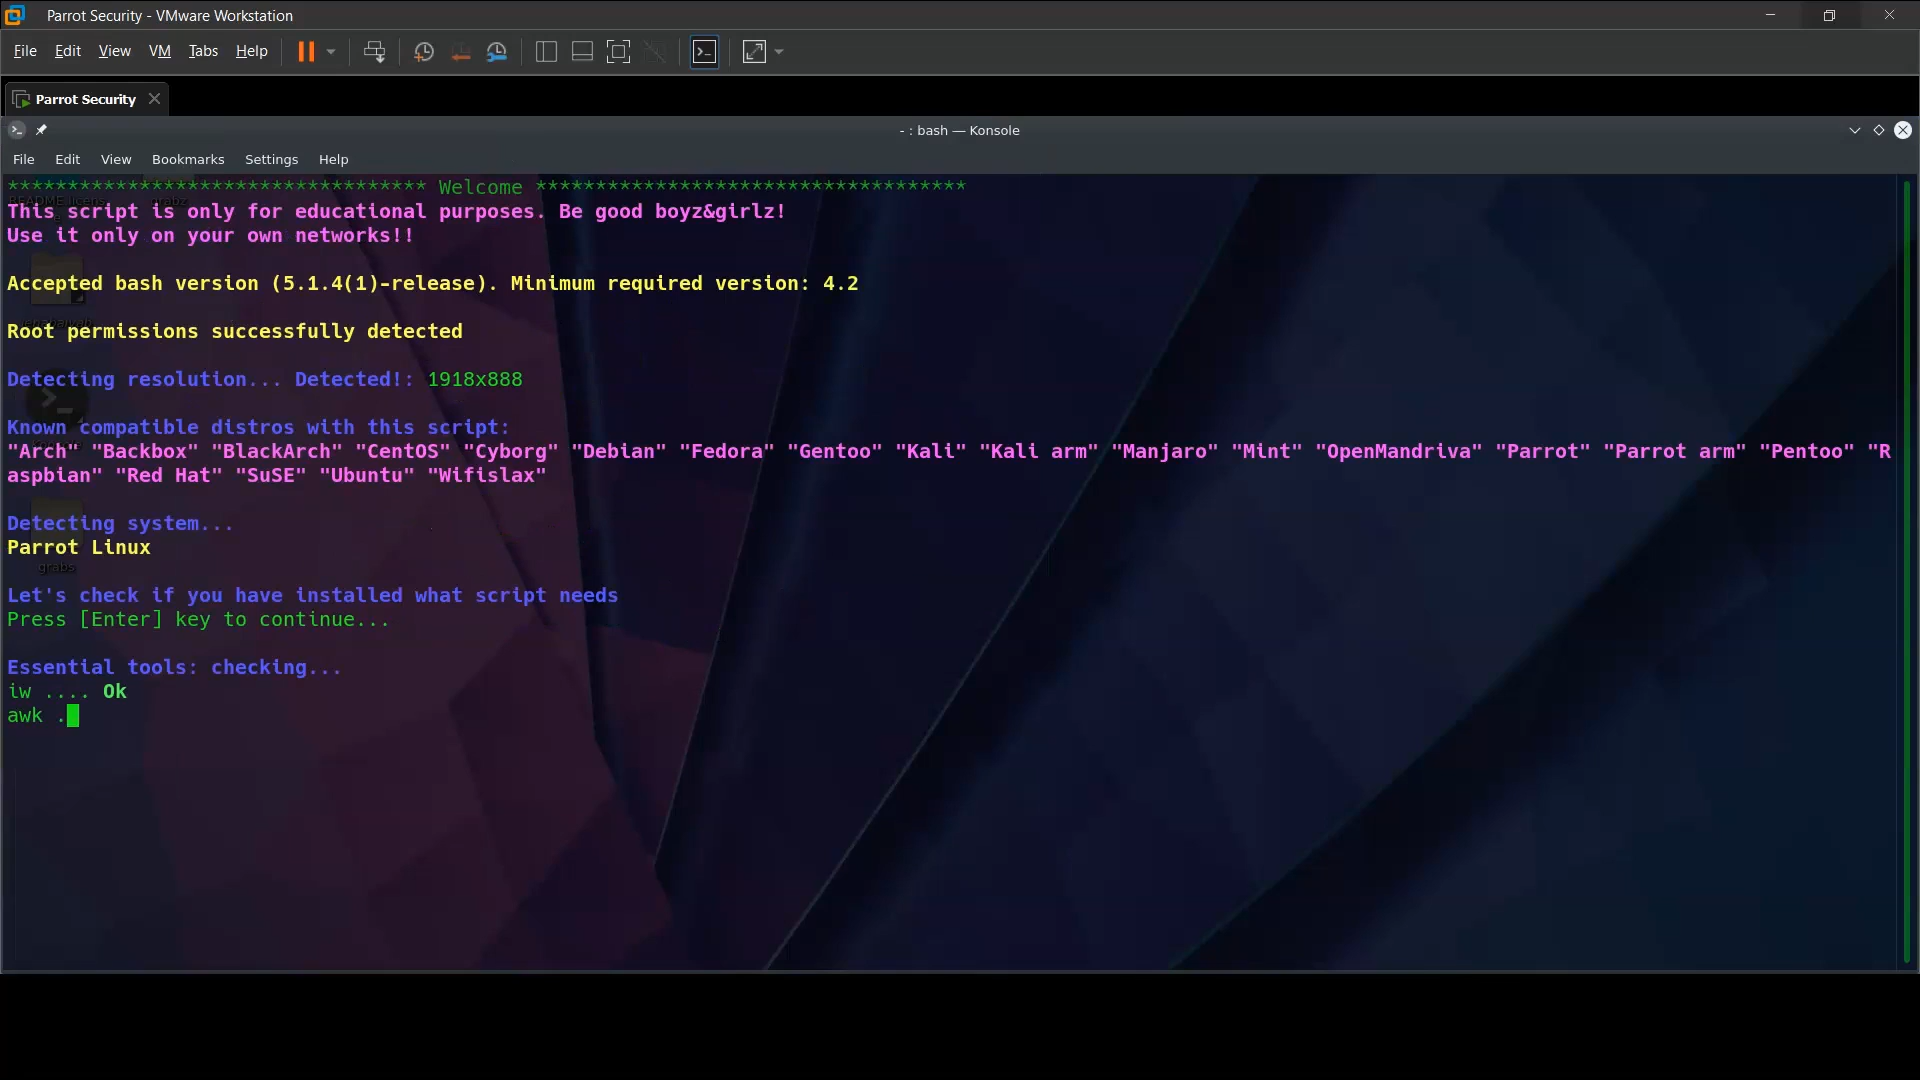 Parrot Security - VMware Workstation
File Edit View VM Tabs Help
Parrot Security
- : bash — Konsole
File Edit View Bookmarks Settings Help
*********************************** Welcome ************************************
This script is only for educational purposes. Be good boyz&girlz!
Use it only on your own networks!!
Accepted bash version (5.1.4(1)-release). Minimum required version: 4.2
Root permissions successfully detected
Detecting resolution... Detected!: 1918x888
Known compatible distros with this script:
"Arch" "Backbox" "BlackArch" "CentOS" "Cyborg" "Debian" "Fedora" "Gentoo" "Kali" "Kali arm" "Manjaro" "Mint" "OpenMandriva" "Parrot" "Parrot arm" "Pentoo" "R
aspbian" "Red Hat" "SuSE" "Ubuntu" "Wifislax"
Detecting system...
Parrot Linux
grabs
Let's check if you have installed what script needs
Press [Enter] key to continue...
Essential tools: checking...
iw .... Ok
awk .